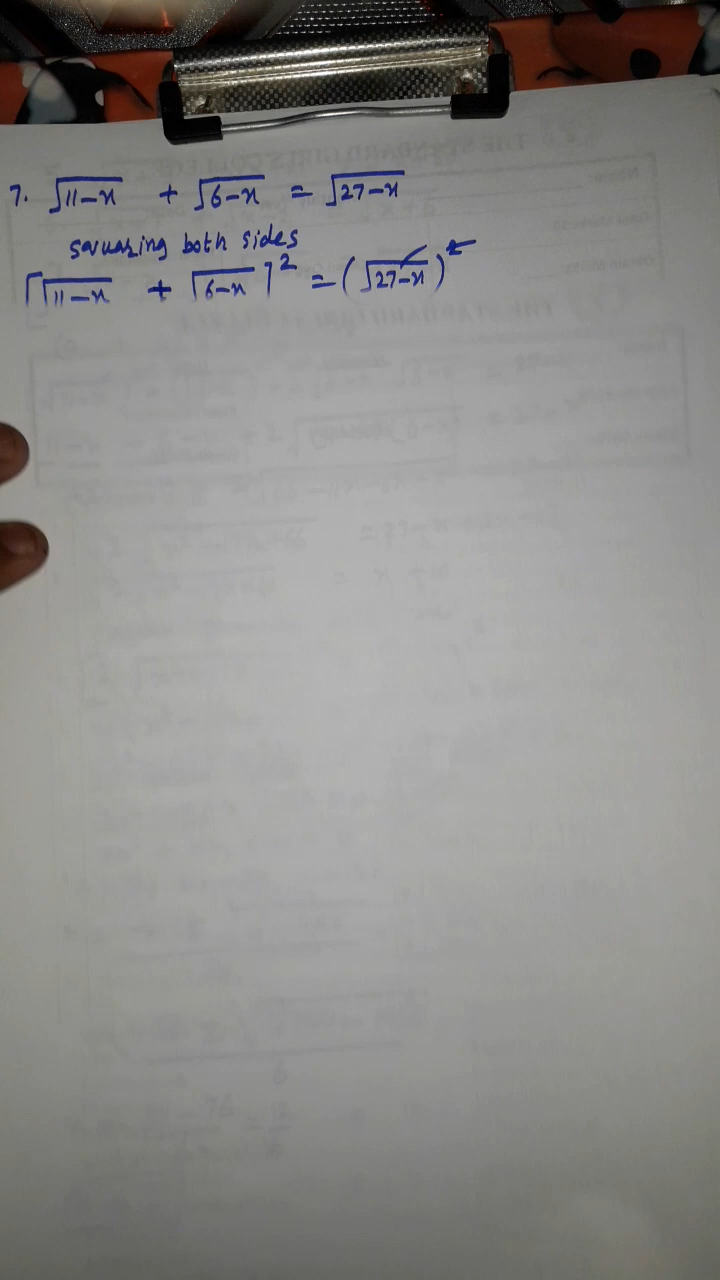 7. √11-x + √6-x = √27-x
squaring both sides
[√11-x + √6-x]² = (√27-x)²